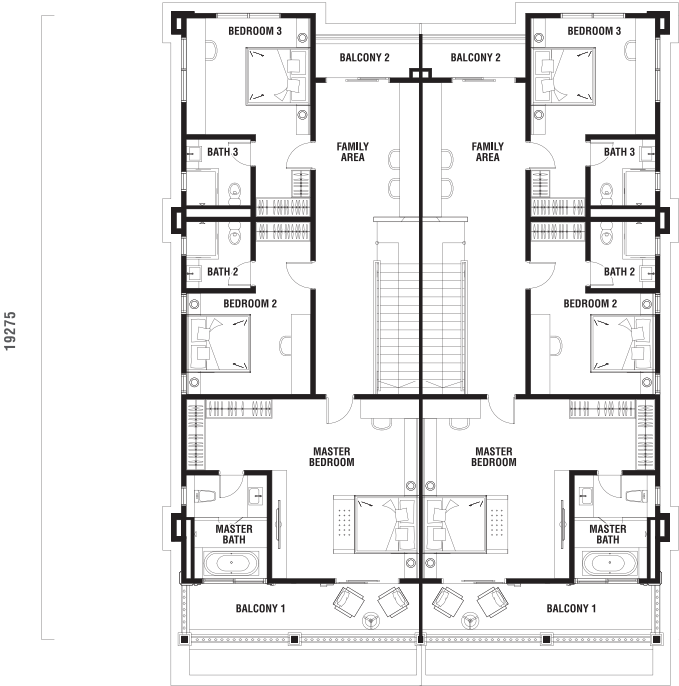 BEDROOM 3
BEDROOM 3
BALCONY 2
BALCONY 2
FAMILY
AREA
FAMILY
AREA
BATH 3
BATH 3
BATH 2
BATH 2
BEDROOM 2
BEDROOM 2
19275
MASTER
BEDROOM
MASTER
BEDROOM
MASTER
BATH
MASTER
BATH
BALCONY 1
BALCONY 1